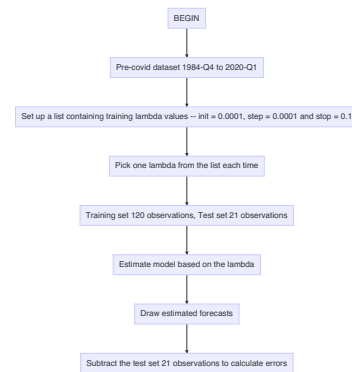 BEGIN
Pre-covid dataset 1984-Q4 to 2020-Q1
Set up a list containing training lambda values -- init = 0.0001, step = 0.0001 and stop = 0.1
Pick one lambda from the list each time
Training set 120 observations, Test set 21 observations
Estimate model based on the lambda
Draw estimated forecasts
Subtract the test set 21 observations to calculate errors